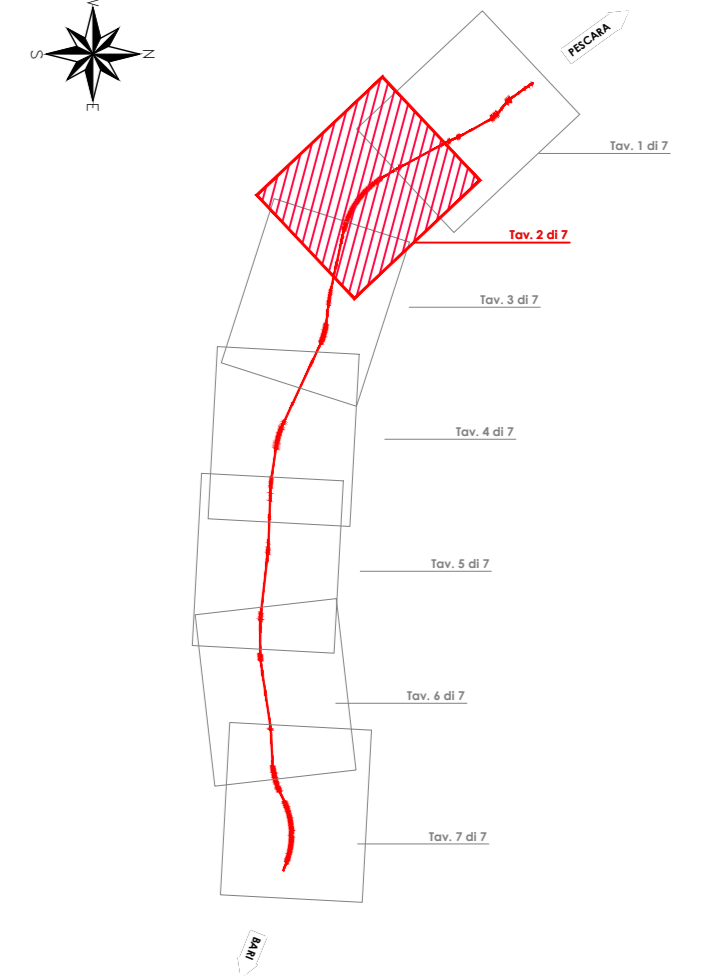 W
S
N
E
PESCARA
Tav. 1 di 7
Tav. 2 di 7
Tav. 3 di 7
Tav. 4 di 7
Tav. 5 di 7
Tav. 6 di 7
Tav. 7 di 7
BARI